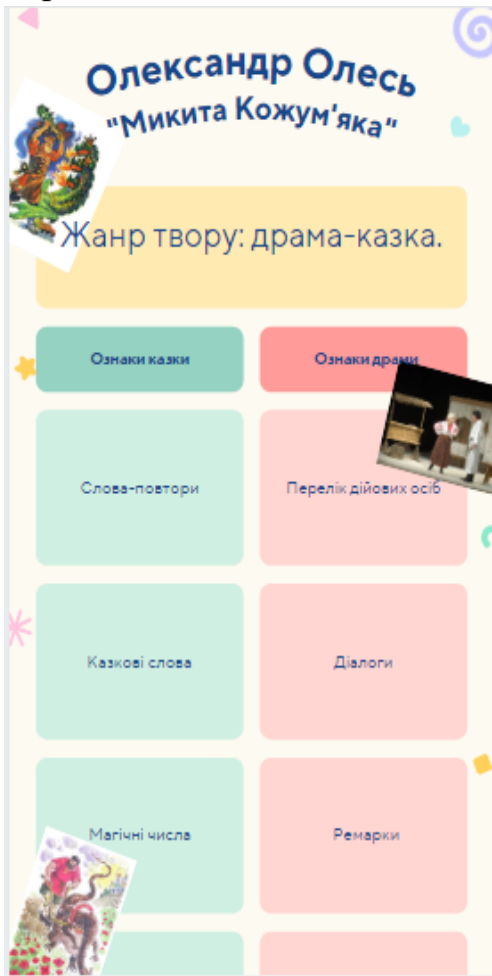 Олександр Олесь
"Микита Кожум'яка"
Жанр твору: драма-казка.
Ознаки казки
Ознаки драми
Слова-повтори
Перелік дійових осіб
Казкові слова
Діалоги
Магічні числа
Ремарки